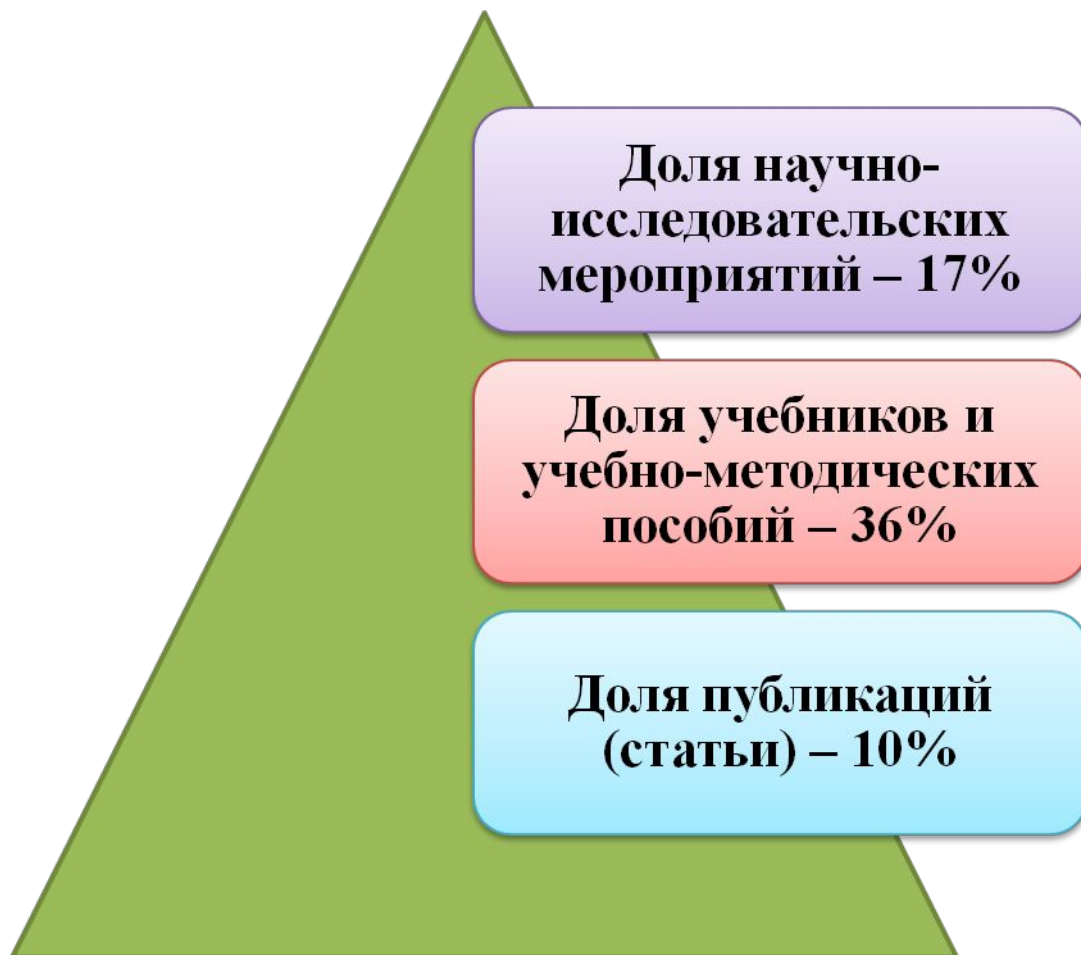 Доля научно-
исследовательских
мероприятий – 17%
Доля учебников и
учебно-методических
пособий – 36%
Доля публикаций
(статьи) – 10%